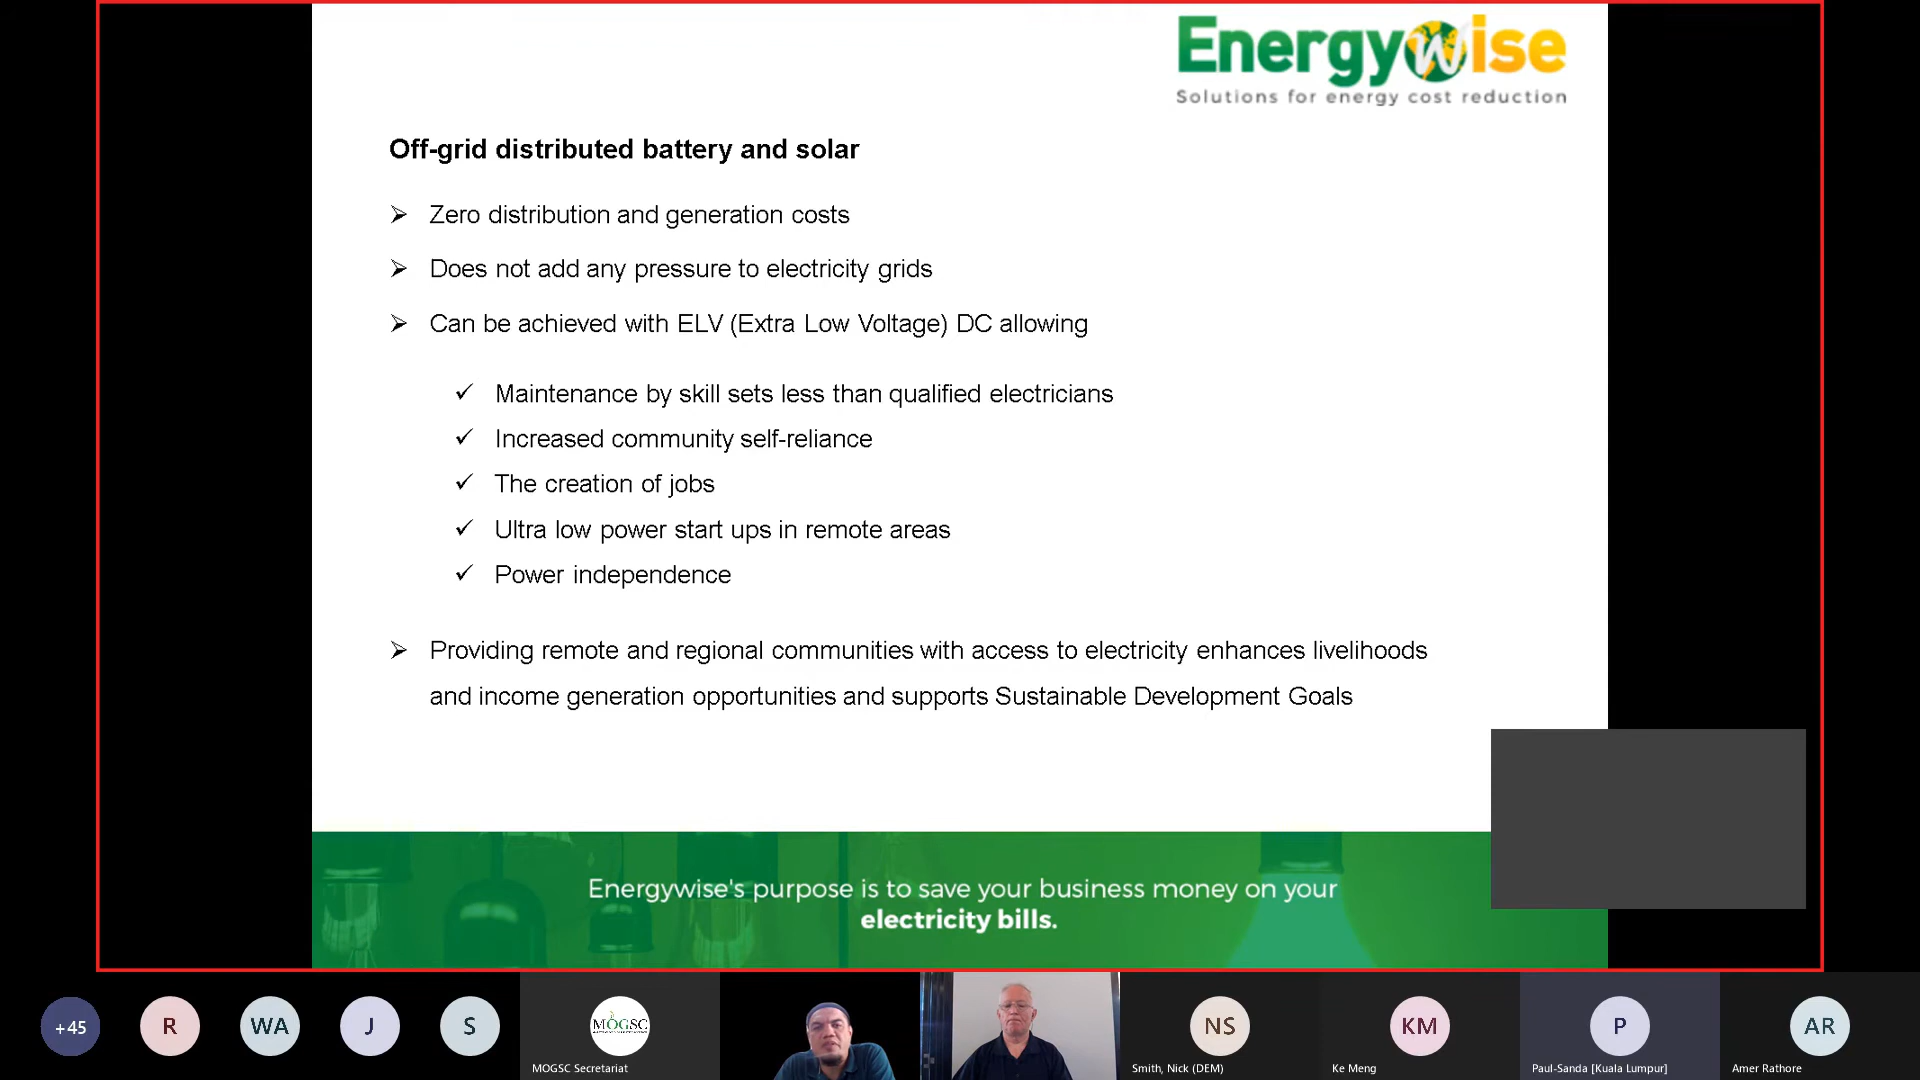 Energywise
Solutions for energy cost reduction
Off-grid distributed battery and solar
Zero distribution and generation costs
Does not add any pressure to electricity grids
Can be achieved with ELV (Extra Low Voltage) DC allowing
Maintenance by skill sets less than qualified electricians
Increased community self-reliance
The creation of jobs
Ultra low power start ups in remote areas
Power independence
Providing remote and regional communities with access to electricity enhances livelihoods
and income generation opportunities and supports Sustainable Development Goals
Energywise's purpose is to save your business money on your
electricity bills.
+45
R
WA
J
S
MOGSC
MOGSC Secretariat
NS
Smith, Nick (DEM)
KM
Ke Meng
P
Paul-Sanda [Kuala Lumpur]
AR
Amer Rathore